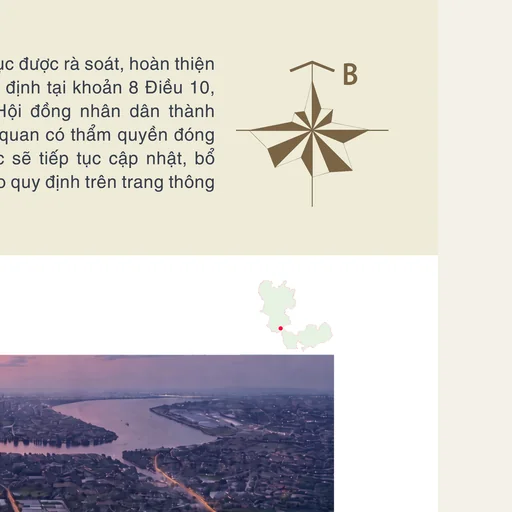 được rà soát, hoàn thiện
định tại khoản 8 Điều 10,
Hội đồng nhân dân thành
quan có thẩm quyền đóng
sẽ tiếp tục cập nhật, bổ
quy định trên trang thông
B